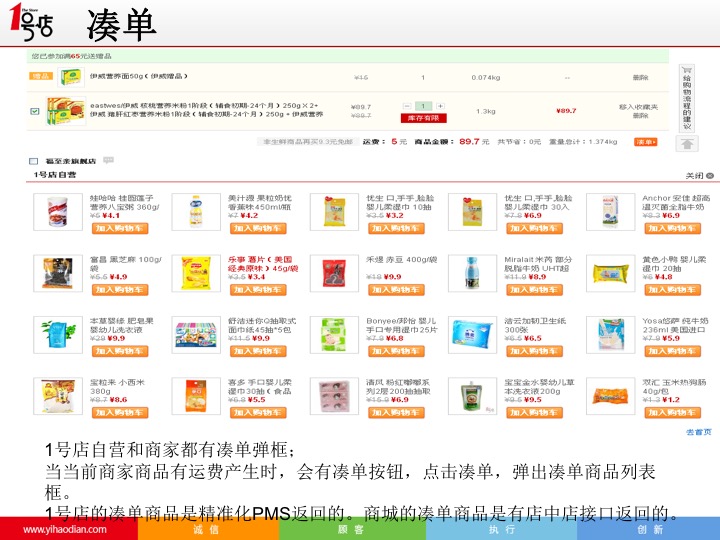 The Store
1号店
凑单
您已参加满65元送赠品
赠品 伊威营养面50g（伊威赠品） ¥15 1 0.074kg -- 删除
eastwes/伊威 核桃营养米粉1阶段（辅食初期-24个月）250G X 2+
伊威 猪肝红枣营养米粉1阶段（辅食初期-24个月）250g + 伊威营养
¥89.7
¥89.7
1
库存有限
1.3kg
¥89.7
移入收藏夹
删除
给购物流程的建议
非生鲜商品再买9.3元免邮 运费：5 元 商品金额：89.7 元 共节省：0元 重量总计：1.374kg 凑单
福至亲旗舰店
1号店自营 关闭
娃哈哈 桂圆莲子
营养八宝粥 360g/
¥5 ¥4.1
加入购物车
美汁源 果粒奶优
香蕉味450ml/瓶
¥7 ¥4.2
加入购物车
优生 口,手手,脸脸
婴儿柔湿巾 10抽
¥3.5 ¥3.2
加入购物车
优生 口,手手,脸脸
婴儿柔湿巾 30入
¥7.8 ¥6.9
加入购物车
Anchor 安佳 超高
温灭菌全脂牛奶
¥8.3 ¥6.9
加入购物车
富昌 黑芝麻 100g/
袋
¥5.5 ¥4.9
加入购物车
乐事 薯片（美国
经典原味）45g/袋
¥3.5 ¥3.4
加入购物车
禾煜 赤豆 400g/袋
¥18 ¥9.9
加入购物车
Miralait 米芮 部分
脱脂牛奶 UHT超
¥11.9 ¥8.9
加入购物车
黄色小鸭 婴儿柔
湿巾 20抽
¥6 ¥4.8
加入购物车
本草婴缘 肥皂果
婴幼儿洗衣液
¥28 ¥9.9
加入购物车
舒洁迷你Q抽取式
面巾纸45抽*5包
¥11.5 ¥9.9
加入购物车
Bonyee/邦怡 婴儿
手口专用湿巾25片
¥7.8 ¥6.8
加入购物车
洁云加韧卫生纸
300张
¥6.5 ¥6.5
加入购物车
Yosa悠萨 纯牛奶
236ml 美国进口
¥7.8 ¥5.9
加入购物车
宝粒来 小西米
380g
¥8.7 ¥8.6
加入购物车
喜多 手口婴儿柔
湿巾30抽（食品
¥6.8 ¥5.5
加入购物车
清风 粉红嘟嘟系
列2层200抽抽取
¥15.8 ¥6.9
加入购物车
宝宝金水婴幼儿草
本洗衣液200g
¥9.5 ¥9.5
加入购物车
双汇 玉米热狗肠
40g/包
¥1.3 ¥1.2
加入购物车
去首页
1号店自营和商家都有凑单弹框；
当当前商家商品有运费产生时，会有凑单按钮，点击凑单，弹出凑单商品列表
框。
1号店的凑单商品是精准化PMS返回的。商城的凑单商品是有店中店接口返回的。
www.yihaodian.com 诚 信 顾 客 执 行 创 新